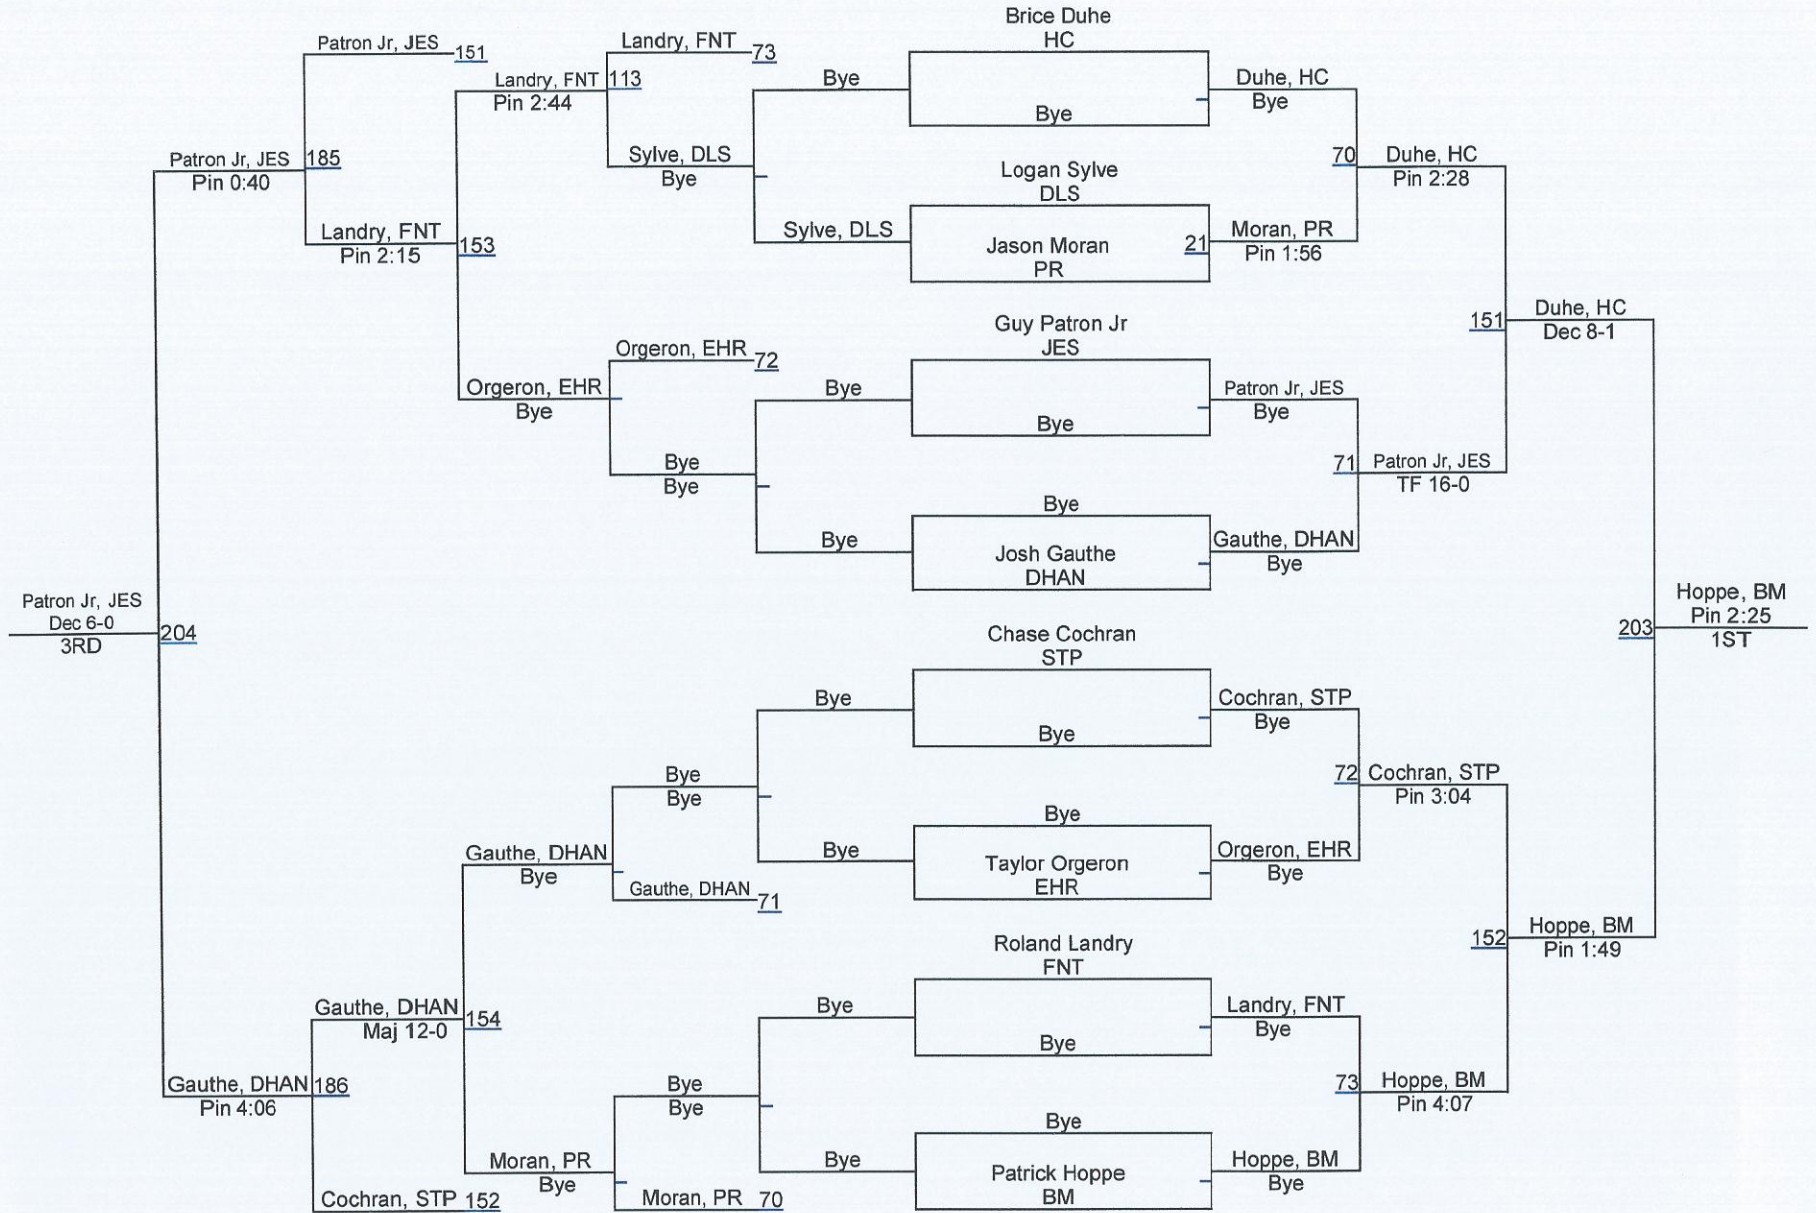 Brice Duhe
HC
Patron Jr, JES 151
Landry, FNT 73
Landry, FNT 113
Pin 2:44
Bye
Duhe, HC
Bye
Bye
Patron Jr, JES 185
Pin 0:40
Sylve, DLS
Bye
Logan Sylve
DLS
70 Duhe, HC
Pin 2:28
Landry, FNT 153
Pin 2:15
Sylve, DLS
Jason Moran 21
PR
Moran, PR
Pin 1:56
Guy Patron Jr
JES
151 Duhe, HC
Dec 8-1
Orgeron, EHR 72
Orgeron, EHR
Bye
Bye
Patron Jr, JES
Bye
Bye
Bye
Bye
71 Patron Jr, JES
TF 16-0
Bye
Bye
Josh Gauthe
DHAN
Gauthe, DHAN
Bye
Patron Jr, JES
Dec 6-0
3RD
204
Chase Cochran
STP
203 Hoppe, BM
Pin 2:25
1ST
Bye
Cochran, STP
Bye
Bye
Bye
Bye
72 Cochran, STP
Pin 3:04
Bye
Gauthe, DHAN
Bye
Bye
Taylor Orgeron
EHR
Orgeron, EHR
Bye
Gauthe, DHAN 71
Roland Landry
FNT
152 Hoppe, BM
Pin 1:49
Gauthe, DHAN 154
Maj 12-0
Bye
Landry, FNT
Bye
Bye
Gauthe, DHAN 186
Pin 4:06
Bye
Bye
73 Hoppe, BM
Pin 4:07
Bye
Moran, PR
Bye
Bye
Patrick Hoppe
BM
Hoppe, BM
Bye
Cochran, STP 152
Moran, PR 70